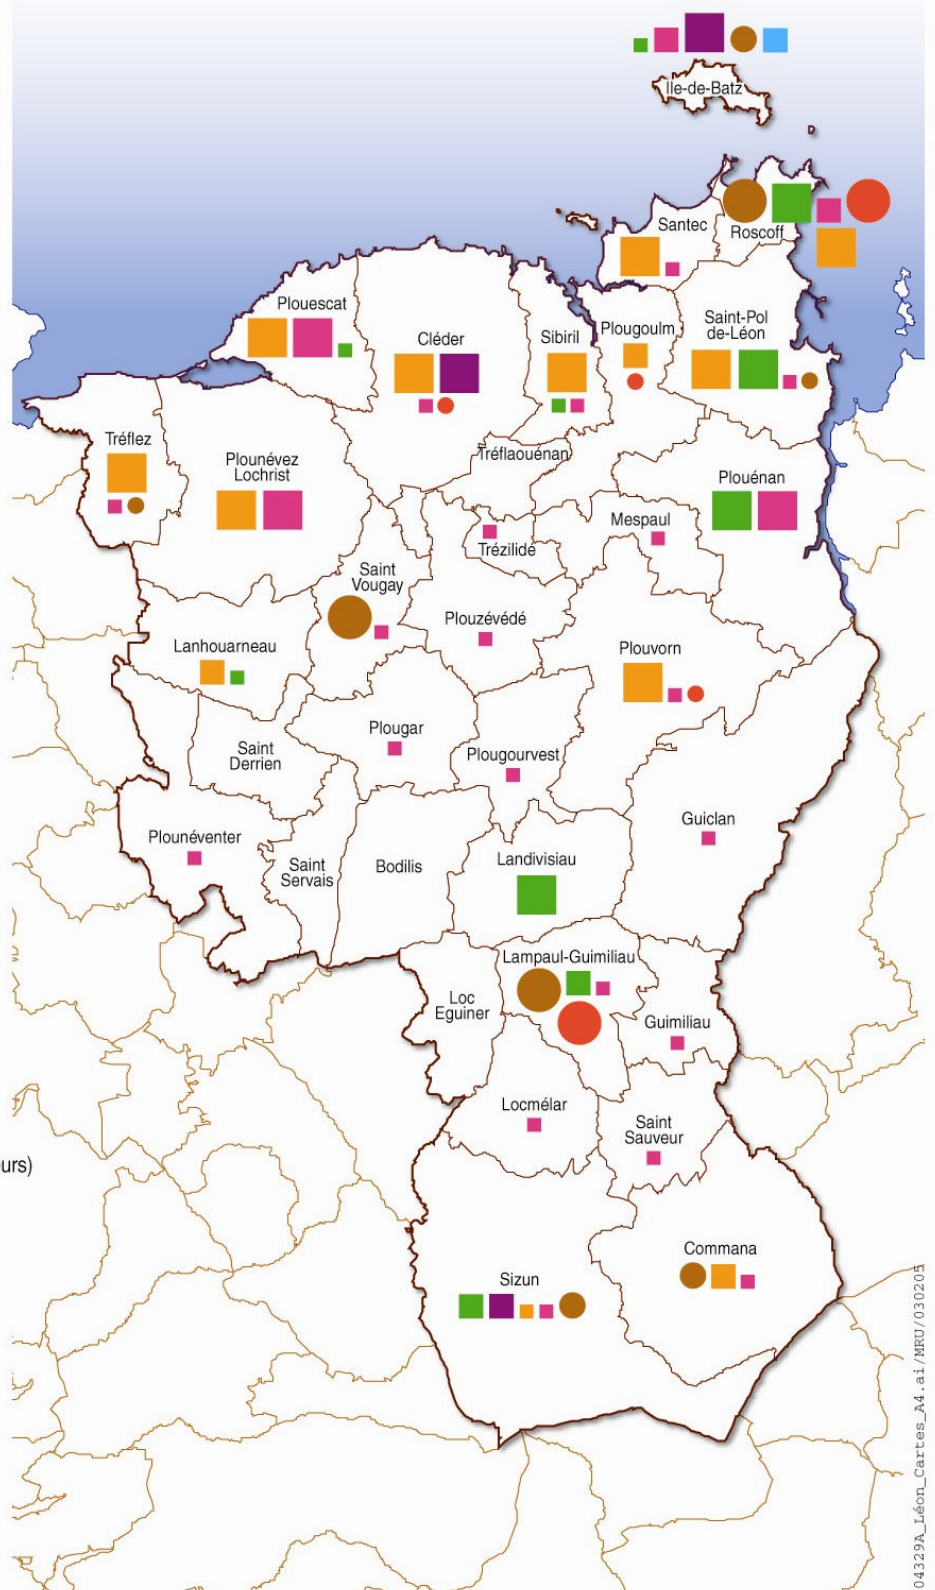 Ile-de-Batz
Santec
Roscoff
Plouescat
Cléder
Sibiril
Plougoulm
Saint-Pol
de-Léon
Tréflez
Plounévez
Lochrist
Tréflaouénan
Plouénan
Mespaul
Trézilidé
Saint
Vougay
Plouzévédé
Lanhouarneau
Plouvorn
Plougar
Saint
Derrien
Plougourvest
Guiclan
Plounéventer
Saint
Servais
Bodilis
Landivisiau
Lampaul-Guimiliau
Loc
Eguiner
Guimiliau
Locmélar
Saint
Sauveur
urs)
Commana
Sizun
04329A_Léon_Cartes_A4.ai/MRU/030205